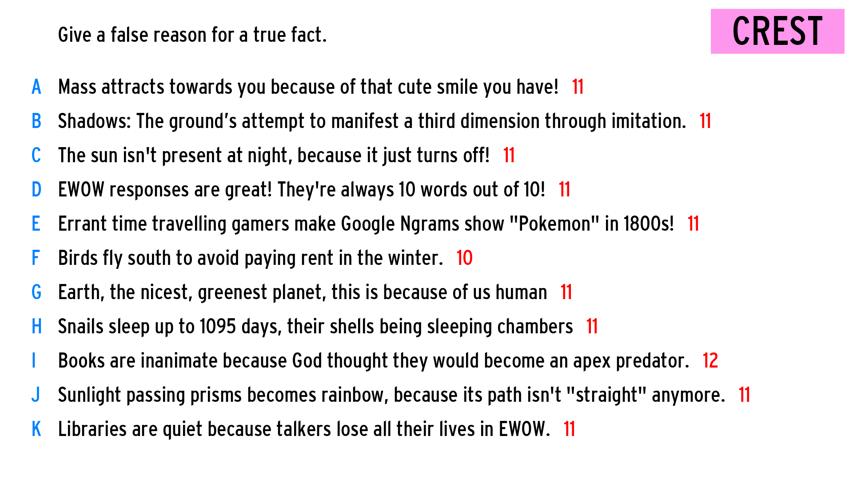 Give a false reason for a true fact.
CREST
A Mass attracts towards you because of that cute smile you have! 11
B Shadows: The ground's attempt to manifest a third dimension through imitation. 11
C The sun isn't present at night, because it just turns off! 11
D EWOW responses are great! They're always 10 words out of 10! 11
E Errant time travelling gamers make Google Ngrams show "Pokemon" in 1800s! 11
F Birds fly south to avoid paying rent in the winter. 10
G Earth, the nicest, greenest planet, this is because of us human 11
H Snails sleep up to 1095 days, their shells being sleeping chambers 11
I Books are inanimate because God thought they would become an apex predator. 12
J Sunlight passing prisms becomes rainbow, because its path isn't "straight" anymore. 11
K Libraries are quiet because talkers lose all their lives in EWOW. 11